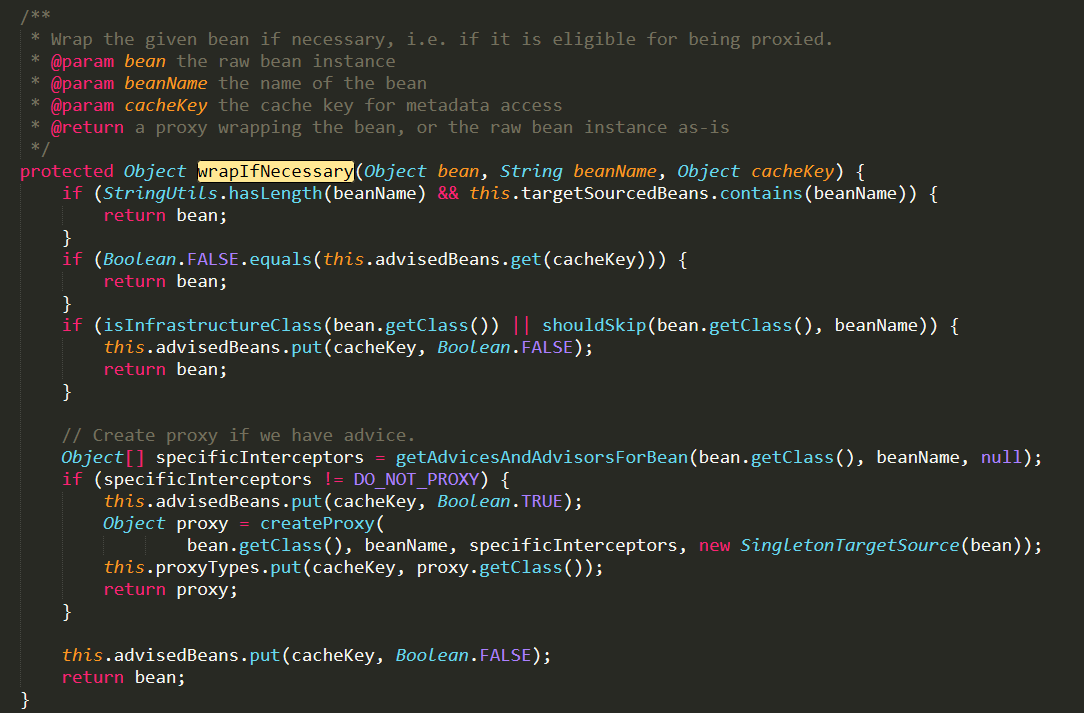 /**
 * Wrap the given bean if necessary, i.e. if it is eligible for being proxied.
 * @param bean the raw bean instance
 * @param beanName the name of the bean
 * @param cacheKey the cache key for metadata access
 * @return a proxy wrapping the bean, or the raw bean instance as-is
 */
protected Object wrapIfNecessary(Object bean, String beanName, Object cacheKey) {
    if (StringUtils.hasLength(beanName) && this.targetSourcedBeans.contains(beanName)) {
        return bean;
    }
    if (Boolean.FALSE.equals(this.advisedBeans.get(cacheKey))) {
        return bean;
    }
    if (isInfrastructureClass(bean.getClass()) || shouldSkip(bean.getClass(), beanName)) {
        this.advisedBeans.put(cacheKey, Boolean.FALSE);
        return bean;
    }

    // Create proxy if we have advice.
    Object[] specificInterceptors = getAdvicesAndAdvisorsForBean(bean.getClass(), beanName, null);
    if (specificInterceptors != DO_NOT_PROXY) {
        this.advisedBeans.put(cacheKey, Boolean.TRUE);
        Object proxy = createProxy(
                bean.getClass(), beanName, specificInterceptors, new SingletonTargetSource(bean));
        this.proxyTypes.put(cacheKey, proxy.getClass());
        return proxy;
    }

    this.advisedBeans.put(cacheKey, Boolean.FALSE);
    return bean;
}